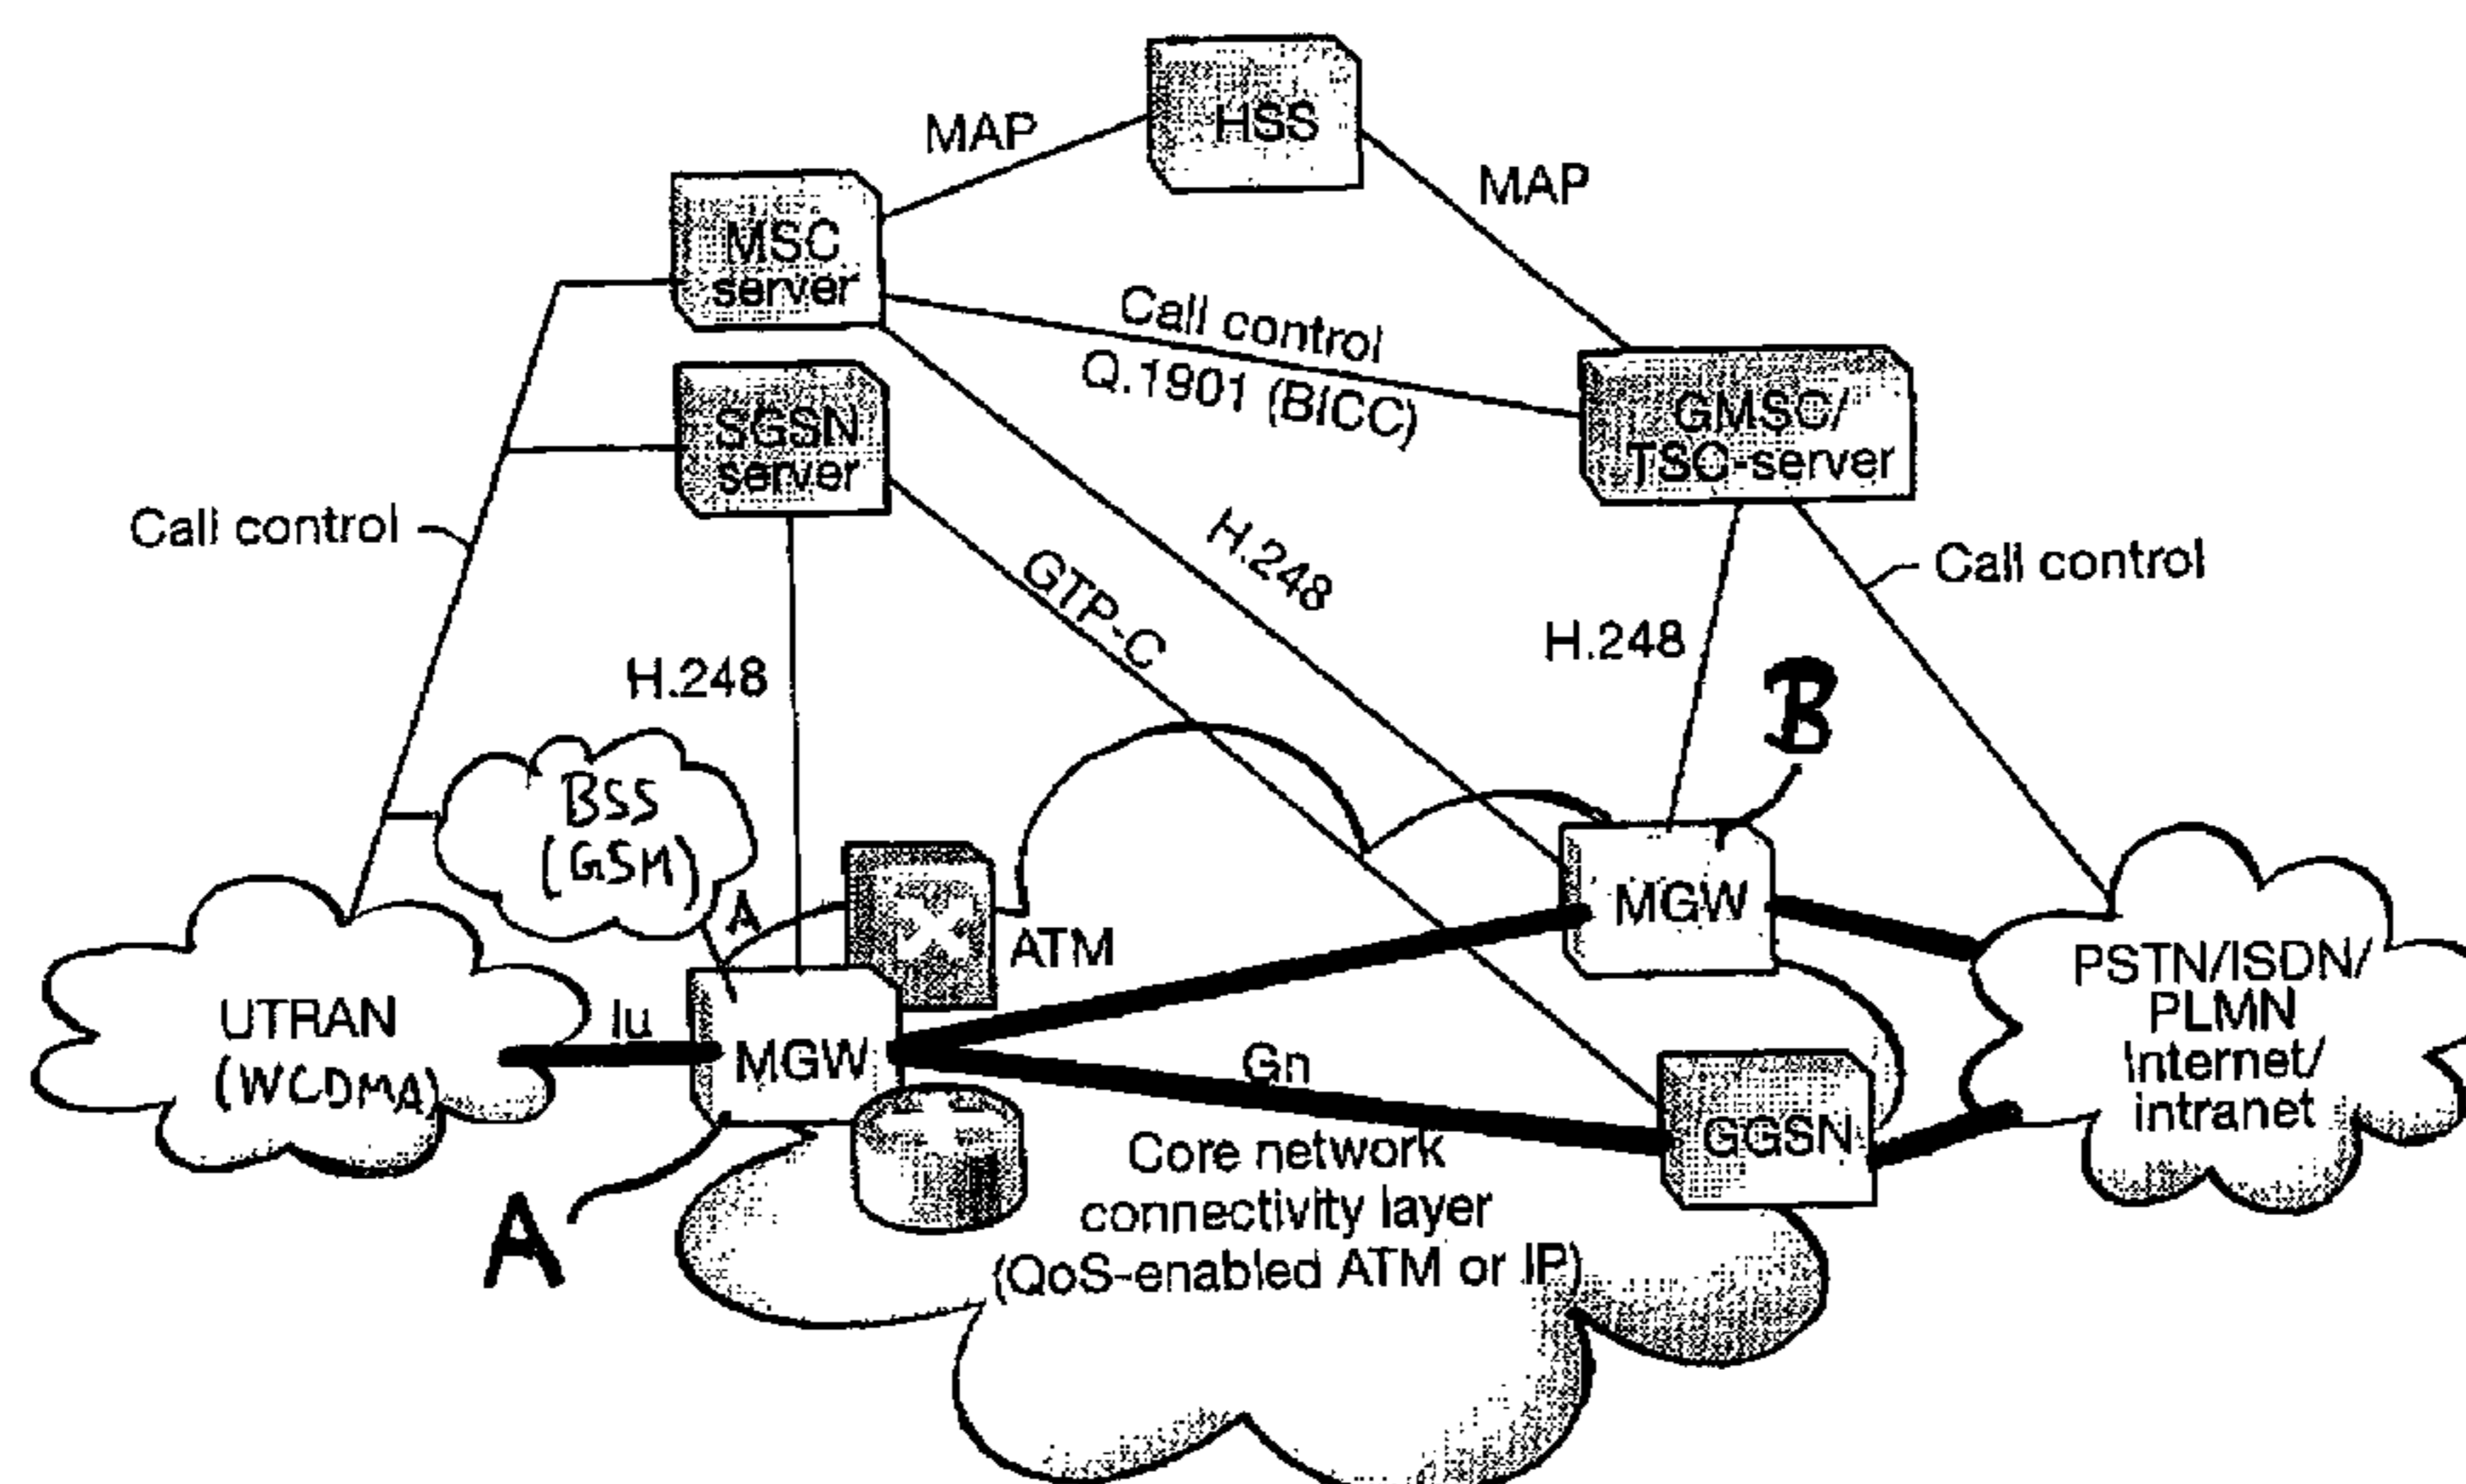 HSS
MAP
MAP
MSC
server
Call control
Q.1901 (BICC)
SGSN
server
GMSC/
TSC-server
Call control
H.248
GTP-C
H.248
H.248
Call control
B
BSS
(GSM)
A
ATM
MGW
UTRAN
(WCDMA)
Iu
MGW
Gn
GGSN
PSTN/ISDN/
PLMN
Internet/
intranet
A
Core network
connectivity layer
(QoS-enabled ATM or IP)